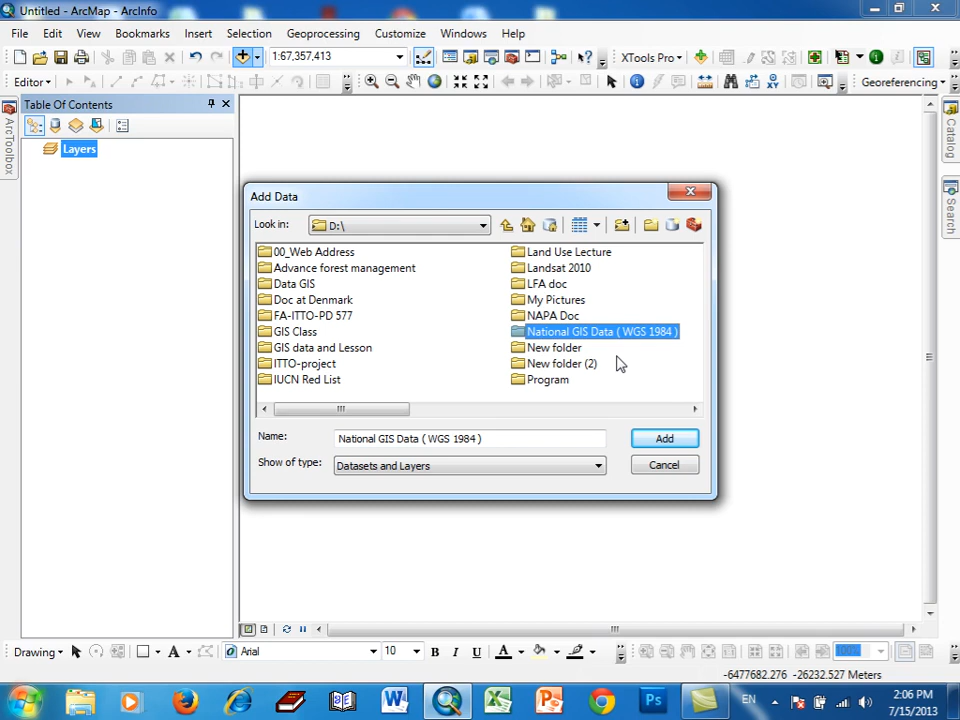 Untitled - ArcMap - ArcInfo
File Edit View Bookmarks Insert Selection Geoprocessing Customize Windows Help
1:67,357,413 XTools Pro
Editor Georeferencing
Table Of Contents
ArcToolbox
Layers
Catalog
Search
Add Data
Look in: D:\
00_Web Address
Advance forest management
Data GIS
Doc at Denmark
FA-ITTO-PD 577
GIS Class
GIS data and Lesson
ITTO-project
IUCN Red List
Land Use Lecture
Landsat 2010
LFA doc
My Pictures
NAPA Doc
National GIS Data ( WGS 1984 )
New folder
New folder (2)
Program
Name: National GIS Data ( WGS 1984 ) Add
Show of type: Datasets and Layers Cancel
Drawing A Arial 10 B I U A 100%
-6477682.276 -26232.527 Meters
EN 2:06 PM
7/15/2013